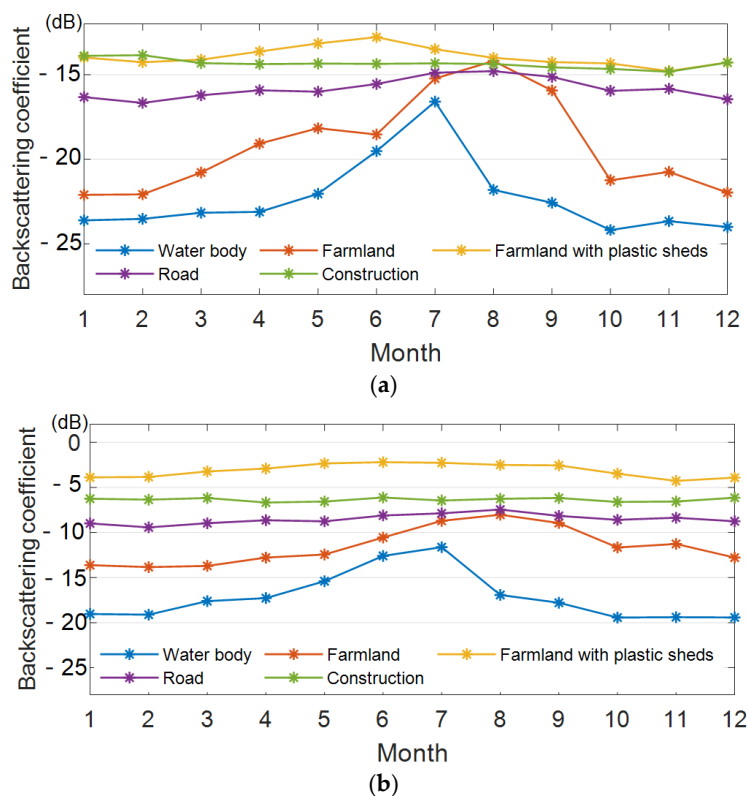 (dB)
Backscattering coefficient
- 15
- 20
- 25
Water body Farmland Farmland with plastic sheds
Road Construction
1 2 3 4 5 6 7 8 9 10 11 12
Month
(a)
(dB)
Backscattering coefficient
0
- 5
- 10
- 15
- 20
- 25
Water body Farmland Farmland with plastic sheds
Road Construction
1 2 3 4 5 6 7 8 9 10 11 12
Month
(b)